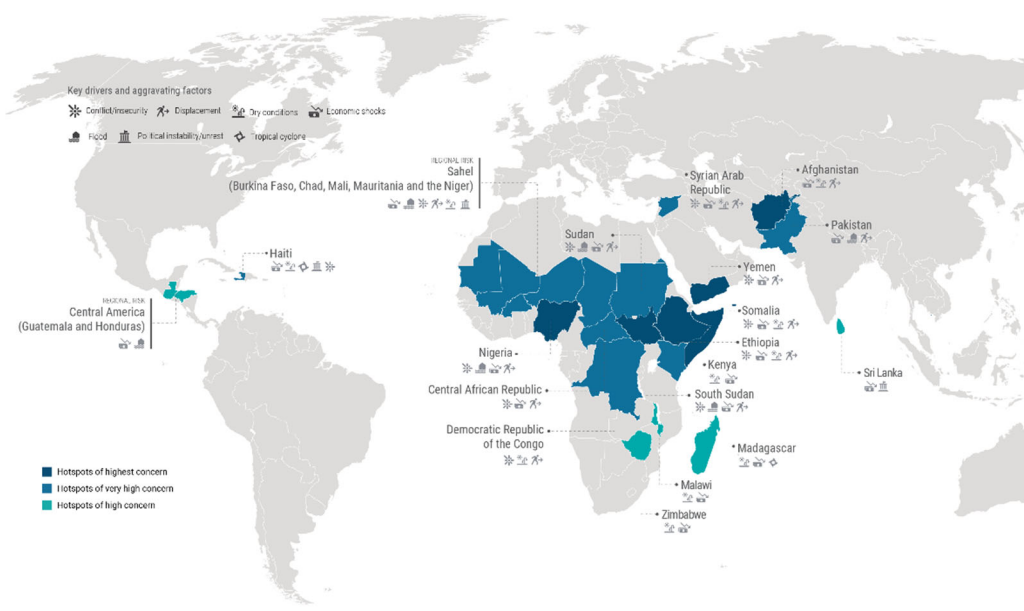 Key drivers and aggravating factors
Conflict/insecurity Displacement Dry conditions Economic shocks
Flood Political instability/unrest Tropical cyclone
REGIONAL RISK
Sahel
(Burkina Faso, Chad, Mali, Mauritania and the Niger)
Syrian Arab
Republic
Afghanistan
Pakistan
Sudan
Haiti
Yemen
REGIONAL RISK
Central America
(Guatemala and Honduras)
Somalia
Ethiopia
Nigeria
Kenya
Sri Lanka
Central African Republic
South Sudan
Democratic Republic
of the Congo
Madagascar
Hotspots of highest concern
Hotspots of very high concern
Hotspots of high concern
Malawi
Zimbabwe